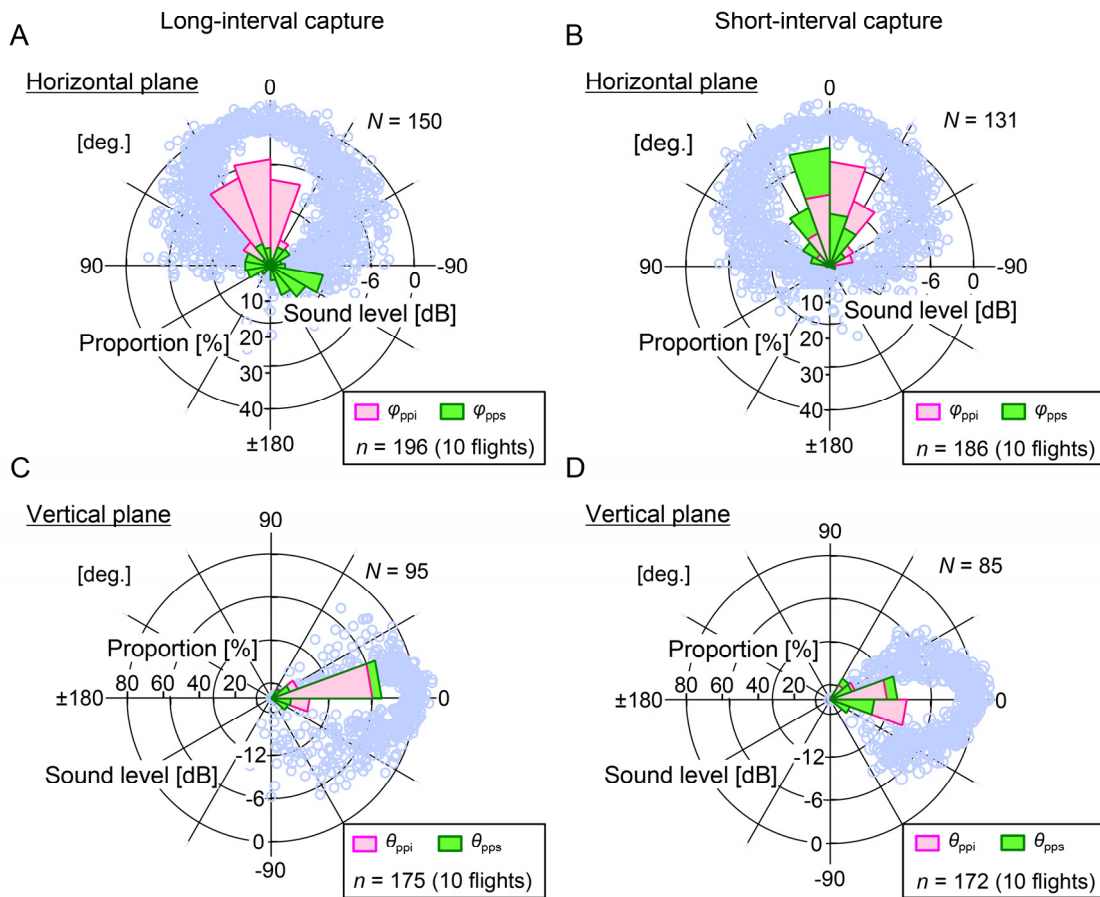 Long-interval capture
Short-interval capture
A
B
Horizontal plane
Horizontal plane
0
0
[deg.]
N = 150
[deg.]
N = 131
90
-90
90
-90
-6
0
-6
0
10
Sound level [dB]
10
Sound level [dB]
Proportion [%]
20
Proportion [%]
20
30
30
40
40
±180
±180
φppi φpps
n = 196 (10 flights)
φppi φpps
n = 186 (10 flights)
C
D
Vertical plane
Vertical plane
90
90
[deg.]
N = 95
[deg.]
N = 85
Proportion [%]
Proportion [%]
±180
80 60 40 20
0
±180
80 60 40 20
0
-12
-12
Sound level [dB]
Sound level [dB]
-6
-6
0
0
-90
-90
θppi θpps
n = 175 (10 flights)
θppi θpps
n = 172 (10 flights)